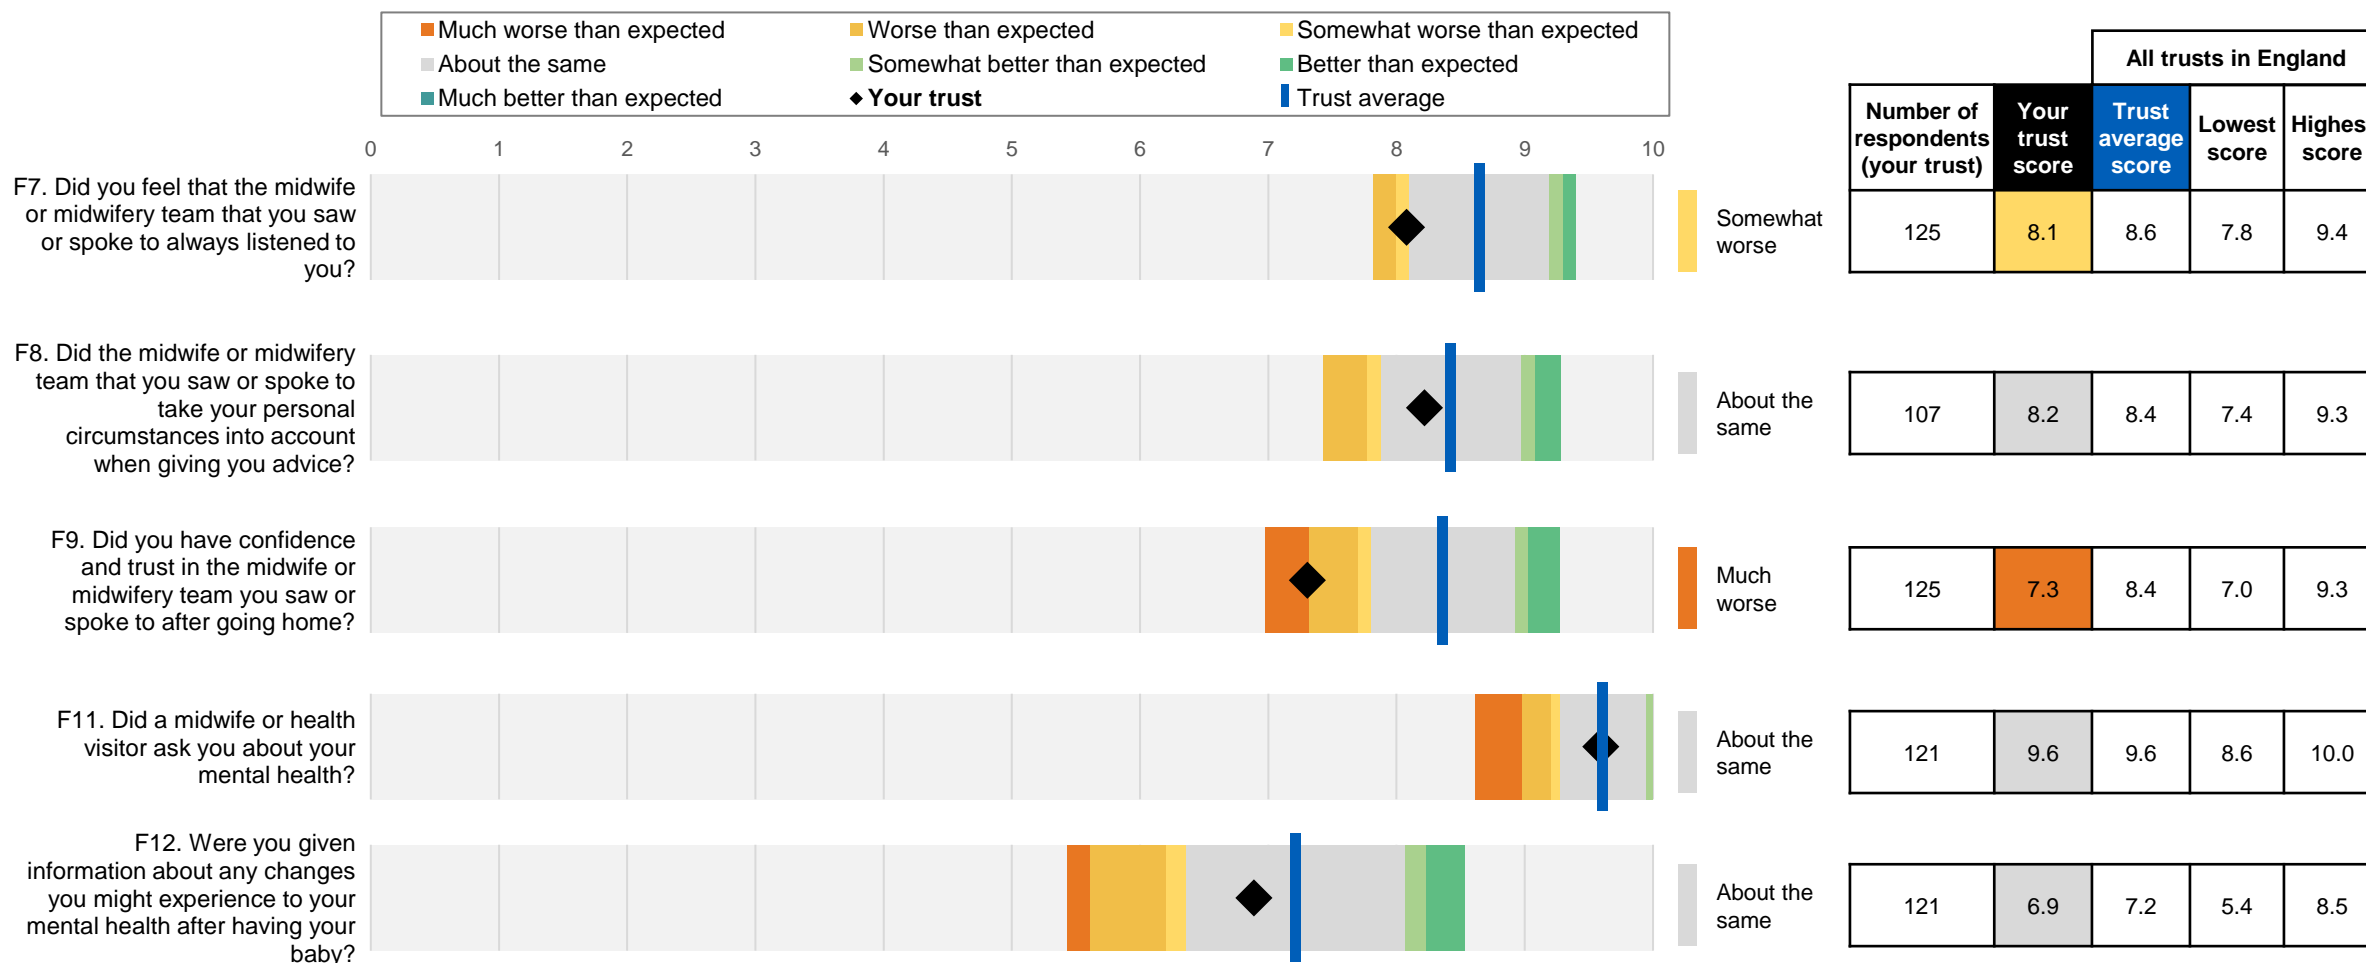 Much worse than expected
Worse than expected
Somewhat worse than expected
About the same
Somewhat better than expected
Better than expected
Much better than expected
Your trust
Trust average
All trusts in England
Number of
respondents
(your trust)
Your
trust
score
Trust
average
score
Lowest
score
Highes
score
0 1 2 3 4 5 6 7 8 9 10
F7. Did you feel that the midwife
or midwifery team that you saw
or spoke to always listened to
you?
Somewhat
worse
125 8.1 8.6 7.8 9.4
F8. Did the midwife or midwifery
team that you saw or spoke to
take your personal
circumstances into account
when giving you advice?
About the
same
107 8.2 8.4 7.4 9.3
F9. Did you have confidence
and trust in the midwife or
midwifery team you saw or
spoke to after going home?
Much
worse
125 7.3 8.4 7.0 9.3
F11. Did a midwife or health
visitor ask you about your
mental health?
About the
same
121 9.6 9.6 8.6 10.0
F12. Were you given
information about any changes
you might experience to your
mental health after having your
baby?
About the
same
121 6.9 7.2 5.4 8.5